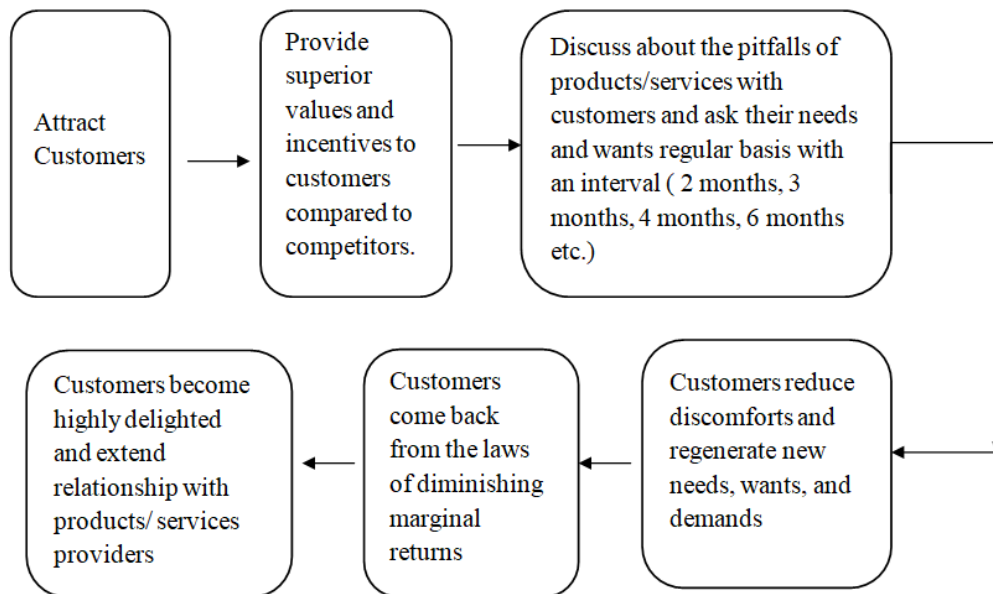 Attract
Customers
Provide
superior
values and
incentives to
customers
compared to
competitors.
Discuss about the pitfalls of
products/services with
customers and ask their needs
and wants regular basis with
an interval ( 2 months, 3
months, 4 months, 6 months
etc.)
Customers reduce
discomforts and
regenerate new
needs, wants, and
demands
Customers
come back
from the laws
of diminishing
marginal
returns
Customers become
highly delighted
and extend
relationship with
products/ services
providers